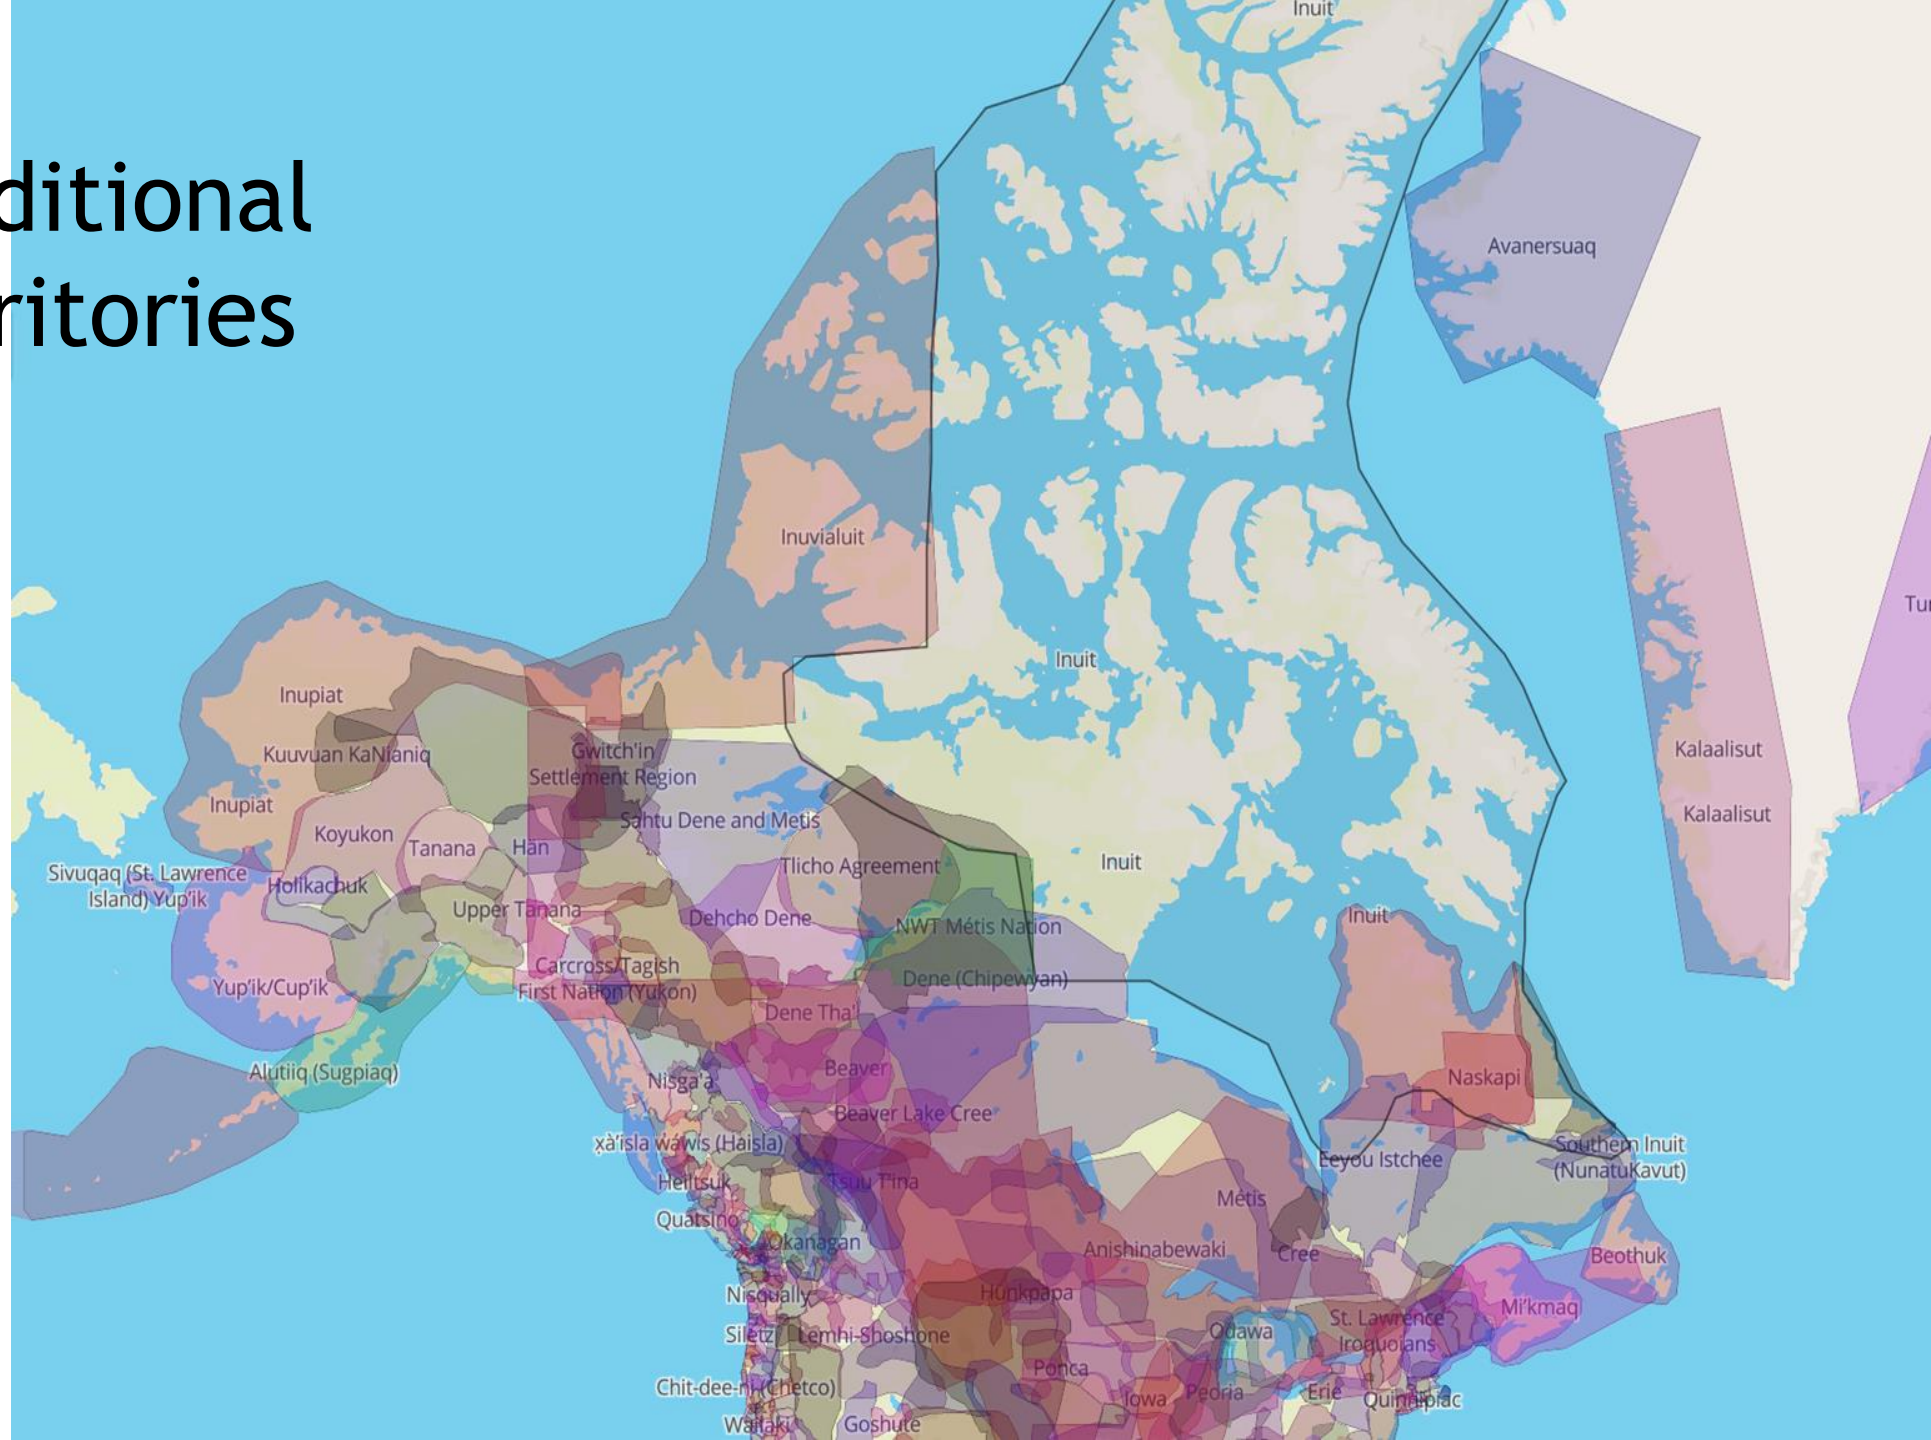 ditional
ritories
Inuit
Avanersuaq
Inuvialuit
Tu
Inuit
Inupiat
Kuuvuan KaNianiq
Gwitch'in
Settlement Region
Kalaalisut
Inupiat
Kalaalisut
Koyukon
Tanana
Hän
Sahtu Dene and Metis
Tlicho Agreement
Inuit
Sivuqaq (St. Lawrence
Island) Yup'ik
Holikachuk
Upper Tanana
Dehcho Dene
NWT Métis Nation
Inuit
Yup'ik/Cup'ik
Carcross/Tagish
First Nation (Yukon)
Dene (Chipewyan)
Dene Tha'
Alutiiq (Sugpiaq)
Nisga'a
Beaver
Naskapi
Beaver Lake Cree
x̱à'isla w̓áwís (Haisla)
Eeyou Istchee
Southern Inuit
(NunatuKavut)
Heiltsuk
Tsuu T'ina
Métis
Quatsino
Okanagan
Anishinabewaki
Cree
Beothuk
Nisqually
Húŋkpapa
Mi'kmaq
Siletz
Lemhi-Shoshone
Odawa
St. Lawrence
Iroquoians
Ponca
Chit-dee-ni (Chetco)
Iowa
Peoria
Erie
Quinnipiac
Wailaki
Goshute